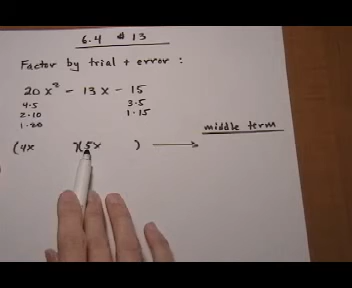 6.4 # 13
Factor by trial + error :
20x² - 13x - 15
4·5 3·5
2·10 1·15
1·20
middle term
(4x )(5x ) ⟶